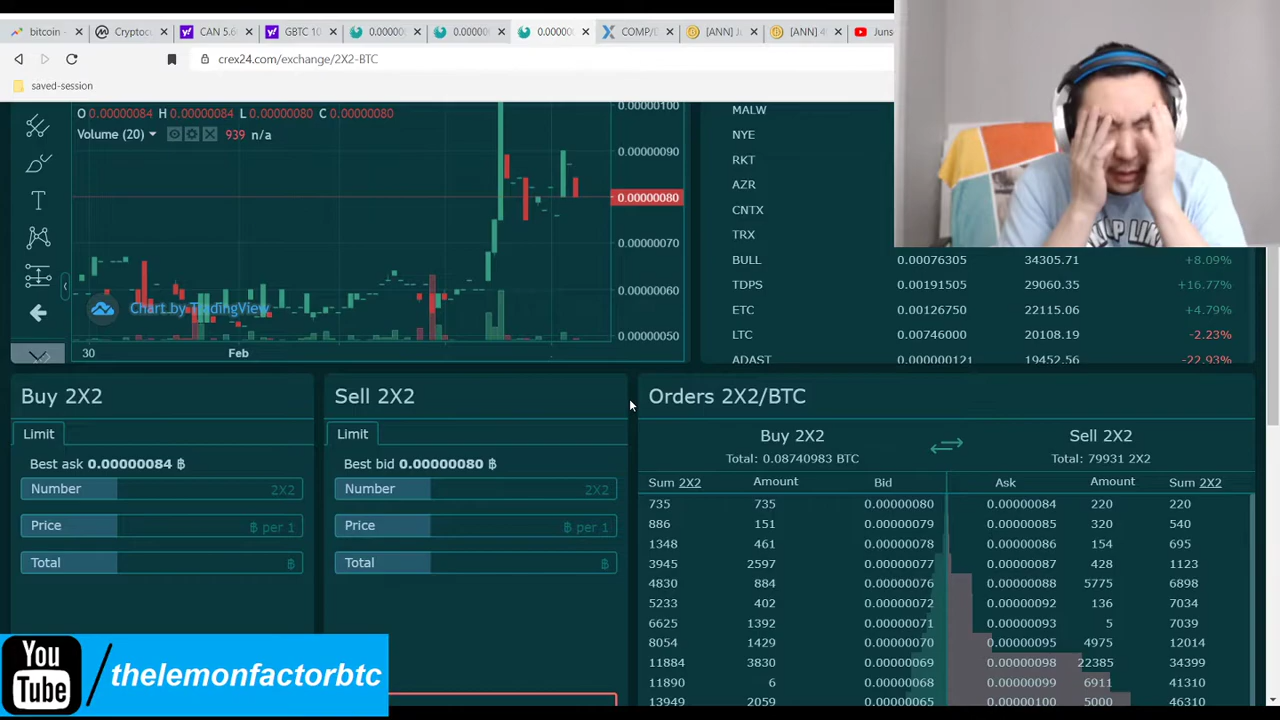 bitcoin -
Cryptocu
CAN 5.6
GBTC 10
0.00000
0.00000
0.00000
COMP/
[ANN] J
[ANN] 4
Junse
crex24.com/exchange/2X2-BTC
saved-session
O 0.00000084 H 0.00000084 L 0.00000080 C 0.00000080
Volume (20) 939 n/a
0.00000100
0.00000090
0.00000080
0.00000070
0.00000060
0.00000050
Chart by TradingView
30 Feb
MALW
NYE
RKT
AZR
CNTX
TRX
BULL 0.00076305 34305.71 +8.09%
TDPS 0.00191505 29060.35 +16.77%
ETC 0.00126750 22115.06 +4.79%
LTC 0.00746000 20108.19 -2.23%
ADAST 0.000000121 19452.56 -22.93%
Buy 2X2
Limit
Best ask 0.00000084 ฿
Number 2X2
Price ฿ per 1
Total ฿
Sell 2X2
Limit
Best bid 0.00000080 ฿
Number 2X2
Price ฿ per 1
Total ฿
Orders 2X2/BTC
Buy 2X2 Sell 2X2
Total: 0.08740983 BTC Total: 79931 2X2
Sum 2X2 Amount Bid Ask Amount Sum 2X2
735 735 0.00000080 0.00000084 220 220
886 151 0.00000079 0.00000085 320 540
1348 461 0.00000078 0.00000086 154 695
3945 2597 0.00000077 0.00000087 428 1123
4830 884 0.00000076 0.00000088 5775 6898
5233 402 0.00000072 0.00000092 136 7034
6625 1392 0.00000071 0.00000093 5 7039
8054 1429 0.00000070 0.00000095 4975 12014
11884 3830 0.00000069 0.00000098 22385 34399
11890 6 0.00000068 0.00000099 6911 41310
13949 2059 0.00000067 0.00000100 5000 46310
You
Tube
/thelemonfactorbtc